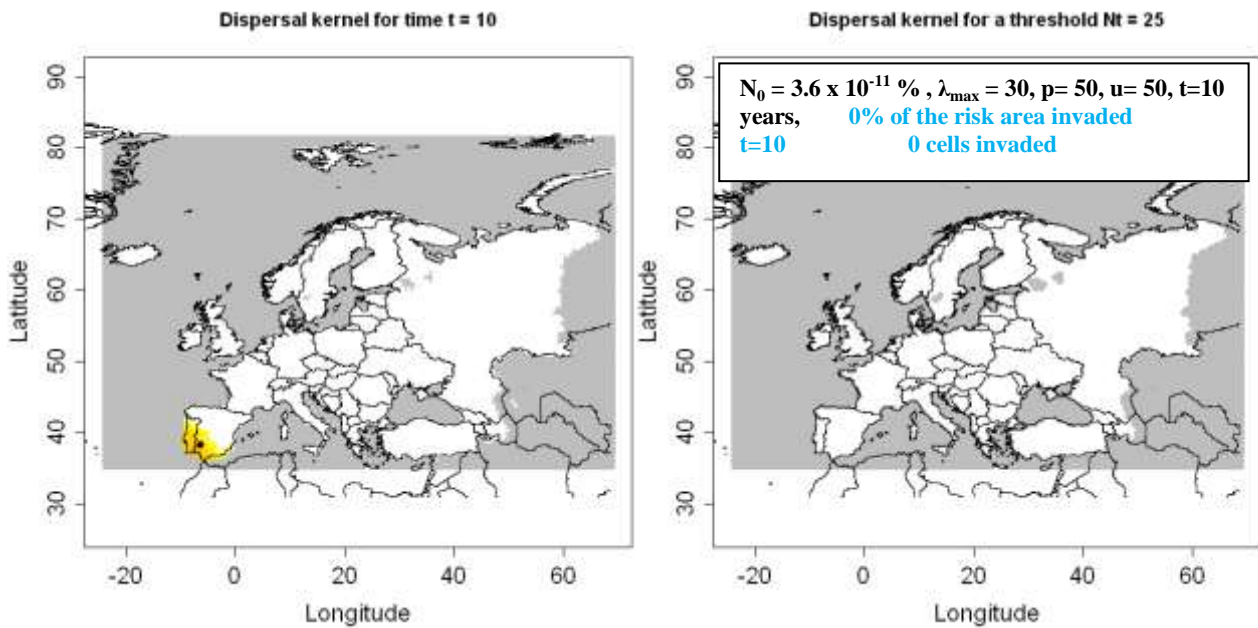 Dispersal kernel for time t = 10
90
80
70
60
50
40
30
Latitude
-20
0
20
40
60
Longitude
Dispersal kernel for a threshold Nt = 25
N₀ = 3.6 x 10⁻¹¹ % , λmax = 30, p= 50, u= 50, t=10
years, 0% of the risk area invaded
t=10 0 cells invaded
90
80
70
60
50
40
30
Latitude
-20
0
20
40
60
Longitude